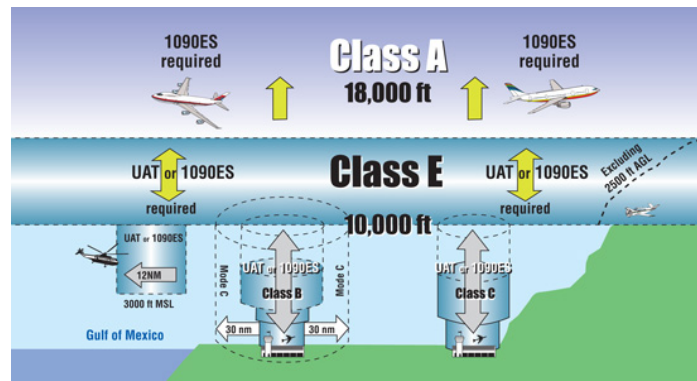 1090ES
required
Class A
18,000 ft
1090ES
required
UAT or 1090ES
required
Class E
10,000 ft
UAT or 1090ES
required
Excluding
2500 ft AGL
UAT or 1090ES
12NM
3000 ft MSL
Gulf of Mexico
Mode C
UAT or 1090ES
Class B
Mode C
30 nm
30 nm
UAT or 1090ES
Class C